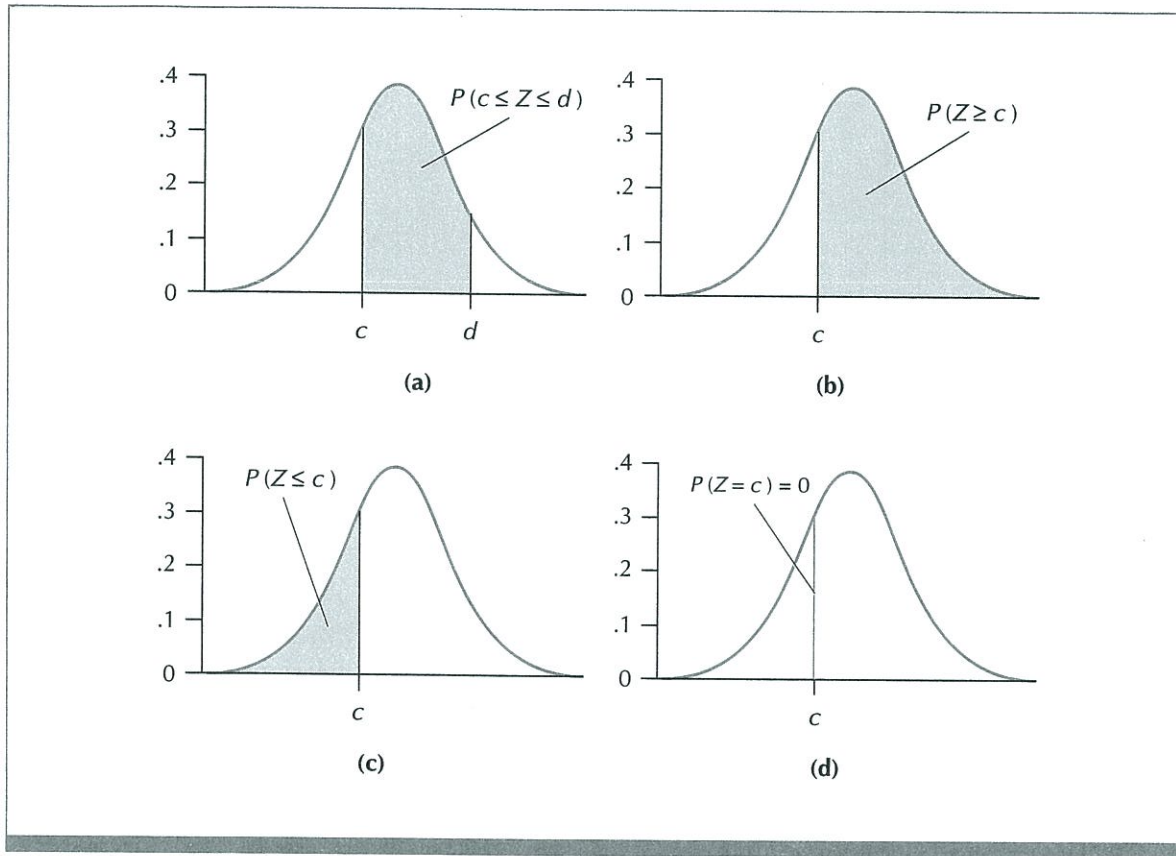 .4
P(c ≤ Z ≤ d)
.3
.2
.1
0
c d
(a)
.4
P(Z ≥ c)
.3
.2
.1
0
c
(b)
.4
P(Z ≤ c)
.3
.2
.1
0
c
(c)
.4
P(Z = c) = 0
.3
.2
.1
0
c
(d)